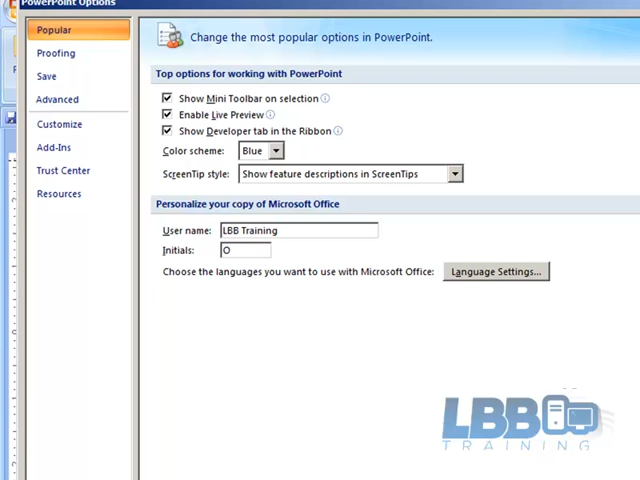 PowerPoint Options
Popular
Proofing
Save
Advanced
Customize
Add-Ins
Trust Center
Resources
Change the most popular options in PowerPoint.
Top options for working with PowerPoint
Show Mini Toolbar on selection
Enable Live Preview
Show Developer tab in the Ribbon
Color scheme: Blue
ScreenTip style: Show feature descriptions in ScreenTips
Personalize your copy of Microsoft Office
User name: LBB Training
Initials: O
Choose the languages you want to use with Microsoft Office: Language Settings...
LBB
TRAINING